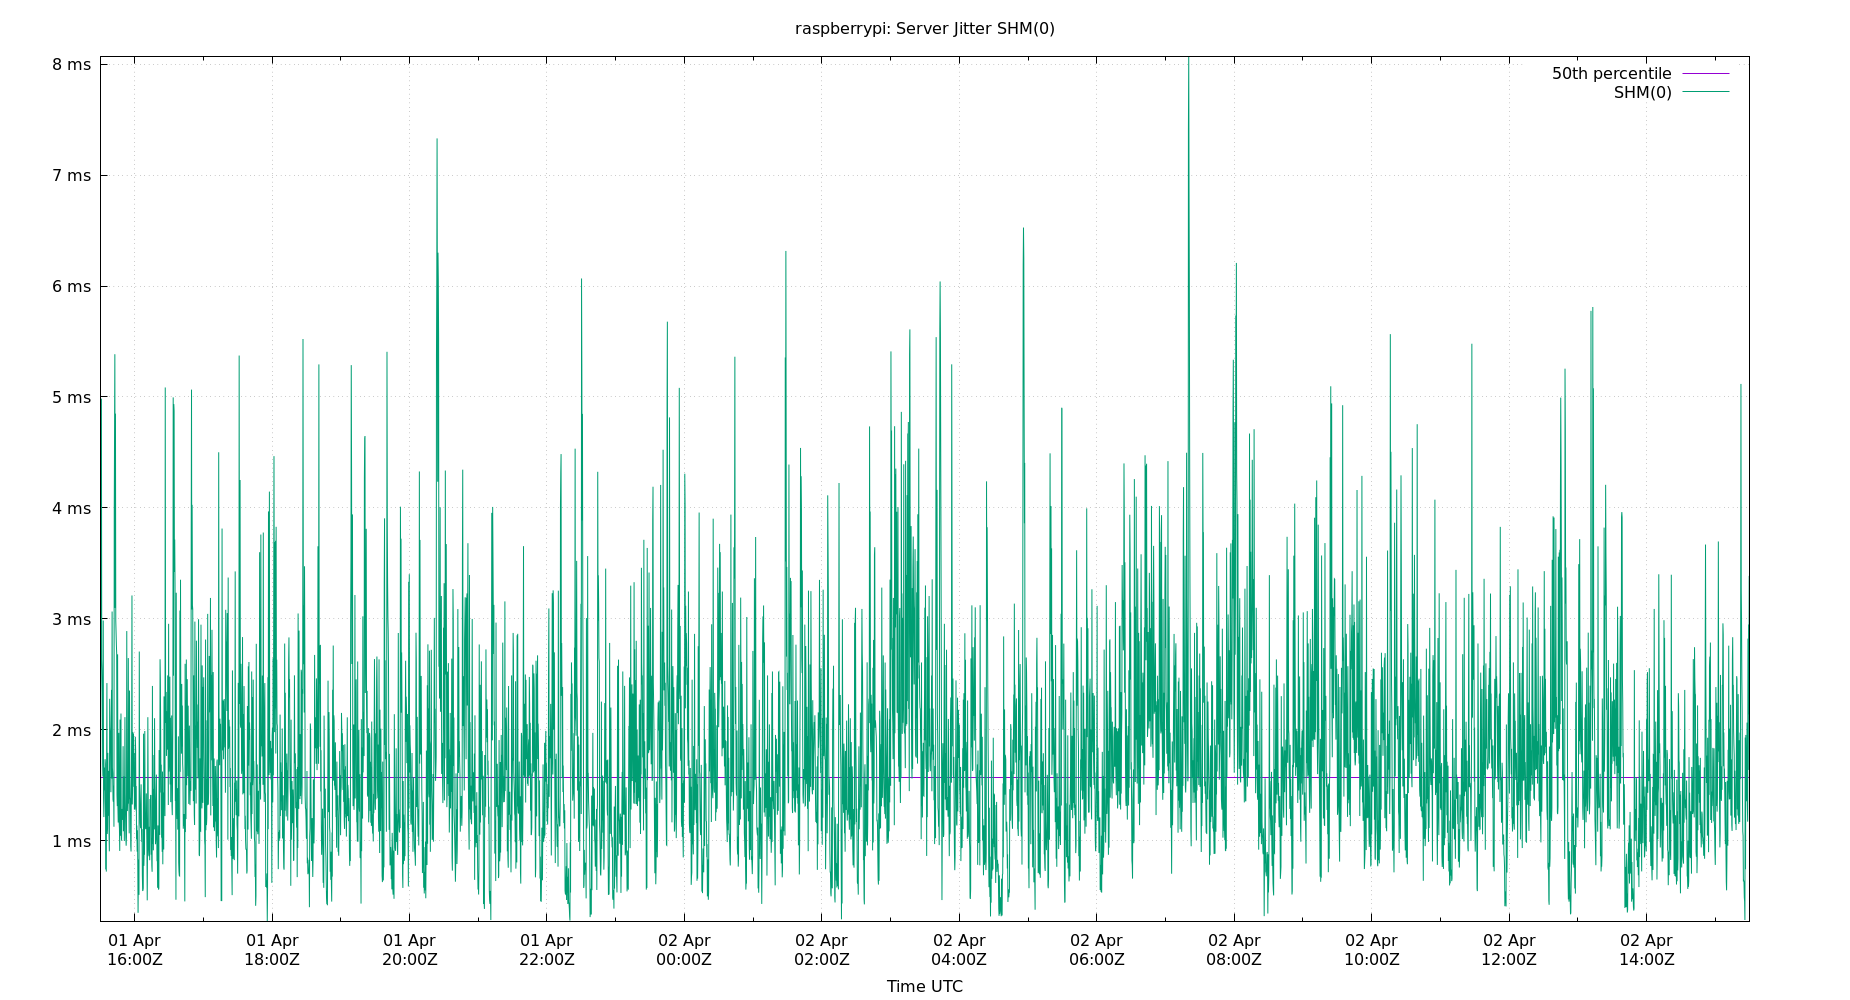 raspberrypi: Server Jitter SHM(0)
8 ms
7 ms
6 ms
5 ms
4 ms
3 ms
2 ms
1 ms
50th percentile
SHM(0)
01 Apr 01 Apr 01 Apr 01 Apr 02 Apr 02 Apr 02 Apr 02 Apr 02 Apr 02 Apr 02 Apr 02 Apr
16:00Z 18:00Z 20:00Z 22:00Z 00:00Z 02:00Z 04:00Z 06:00Z 08:00Z 10:00Z 12:00Z 14:00Z
Time UTC